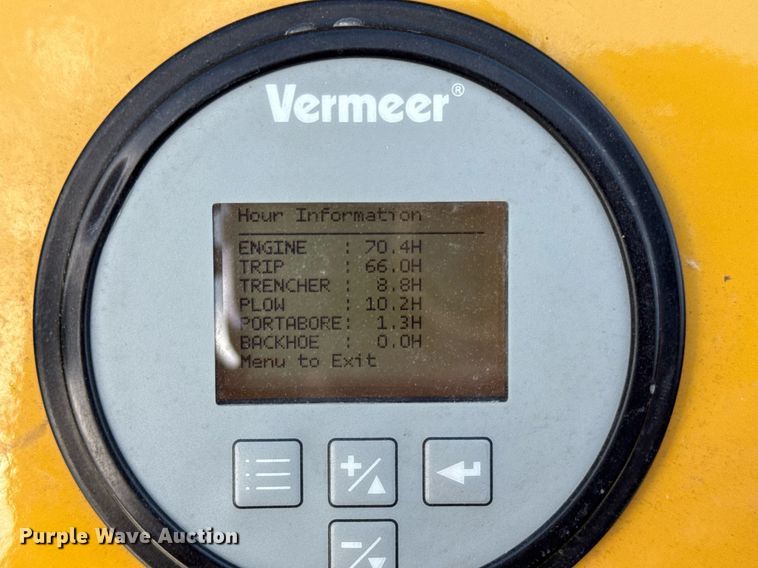 Vermeer®
Hour Information
ENGINE : 70.4H
TRIP : 66.0H
TRENCHER : 8.8H
PLOW : 10.2H
PORTABORE: 1.3H
BACKHOE : 0.0H
Menu to Exit
+/▲
−/▼
Purple Wave Auction